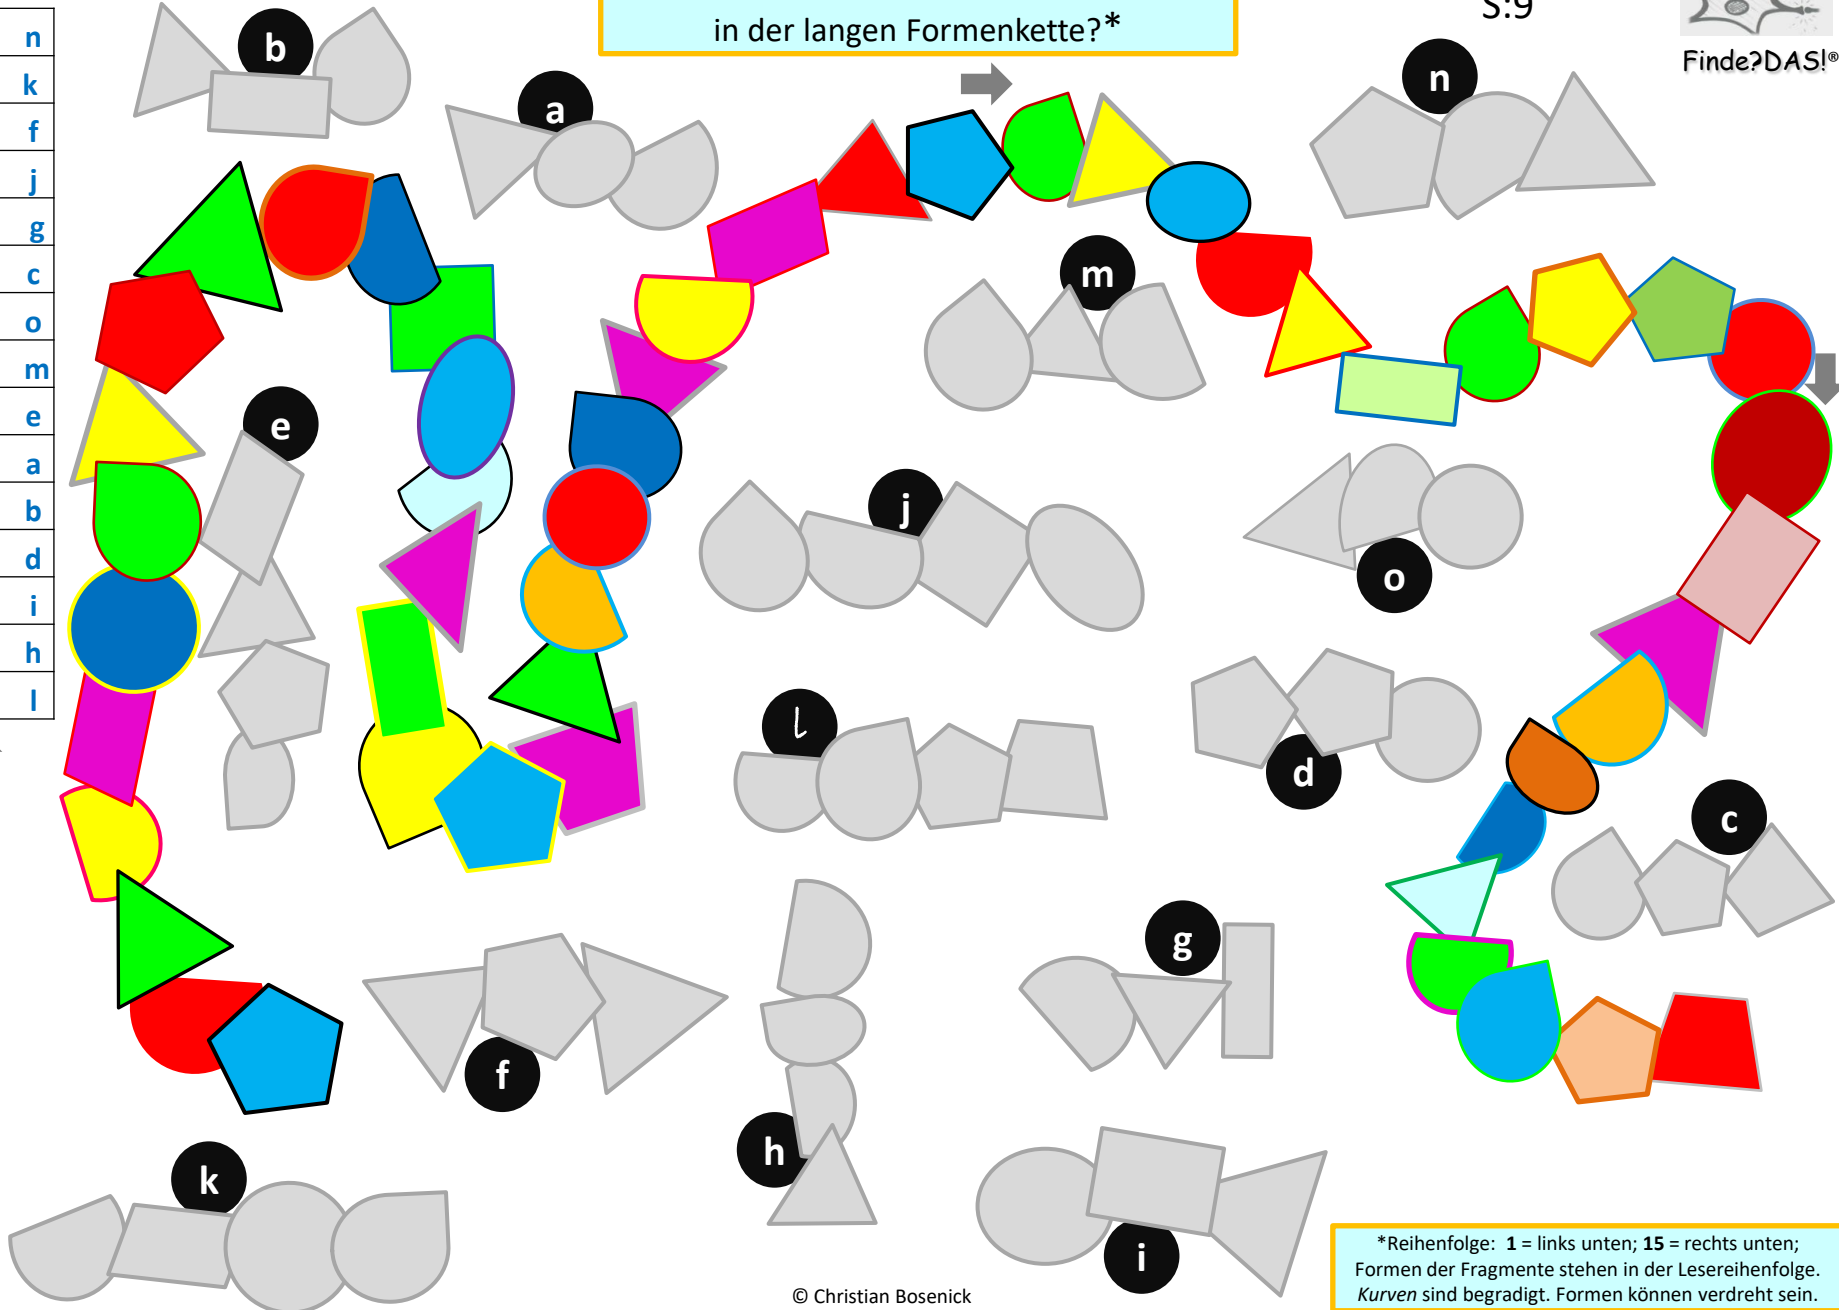 n
k
f
j
g
c
o
m
e
a
b
d
i
h
l
in der langen Formenkette?*
S:9
Finde?DAS!®
b
a
n
m
e
j
o
l
d
c
g
f
h
k
i
*Reihenfolge: 1 = links unten; 15 = rechts unten;
Formen der Fragmente stehen in der Lesereihenfolge.
Kurven sind begradigt. Formen können verdreht sein.
© Christian Bosenick